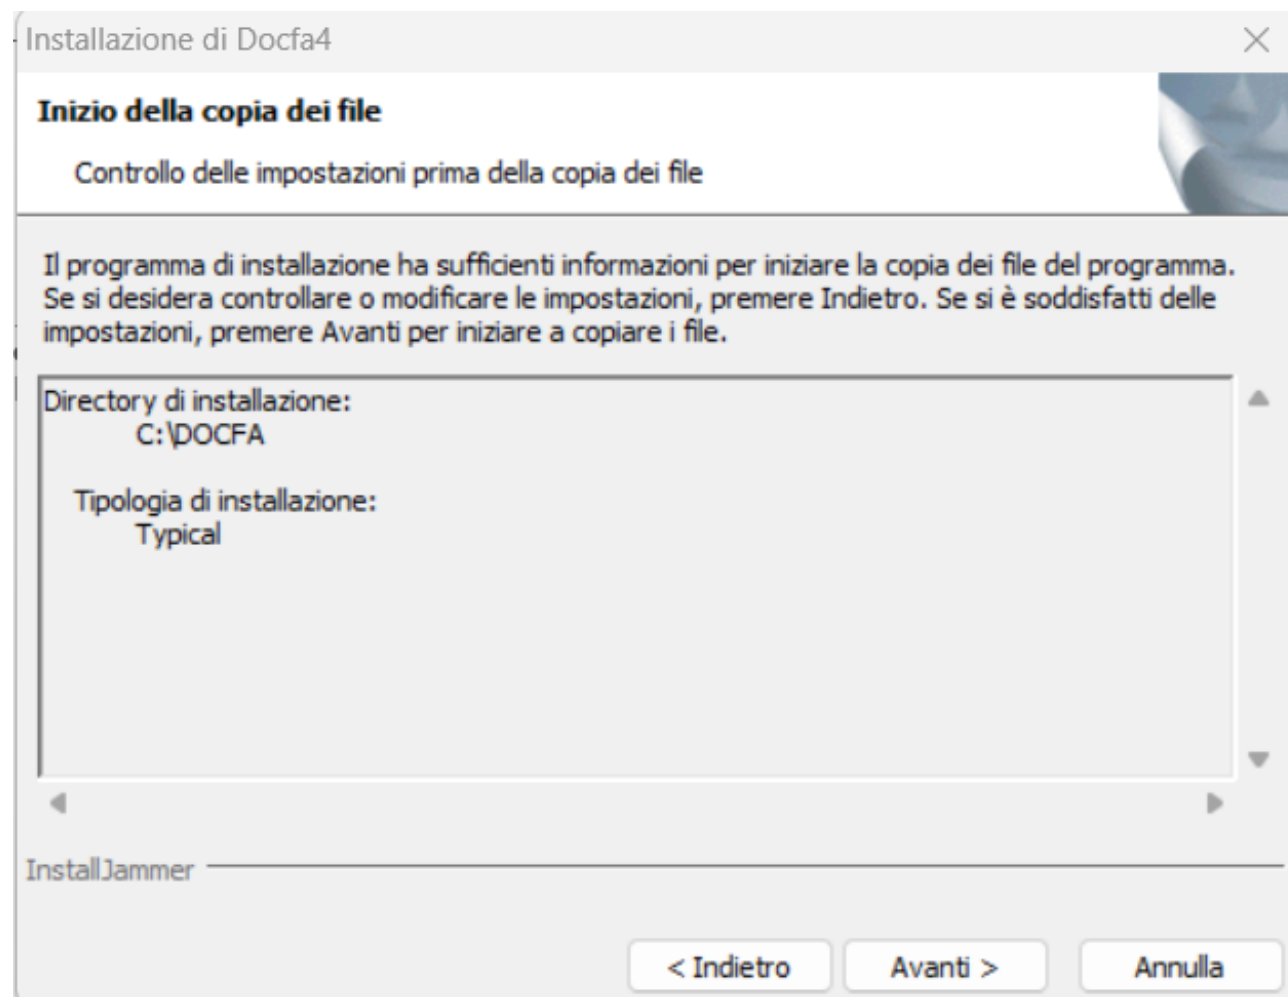 Installazione di Docfa4
Inizio della copia dei file
Controllo delle impostazioni prima della copia dei file
Il programma di installazione ha sufficienti informazioni per iniziare la copia dei file del programma.
Se si desidera controllare o modificare le impostazioni, premere Indietro. Se si è soddisfatti delle
impostazioni, premere Avanti per iniziare a copiare i file.
Directory di installazione:
C:\DOCFA
Tipologia di installazione:
Typical
InstallJammer
< Indietro
Avanti >
Annulla